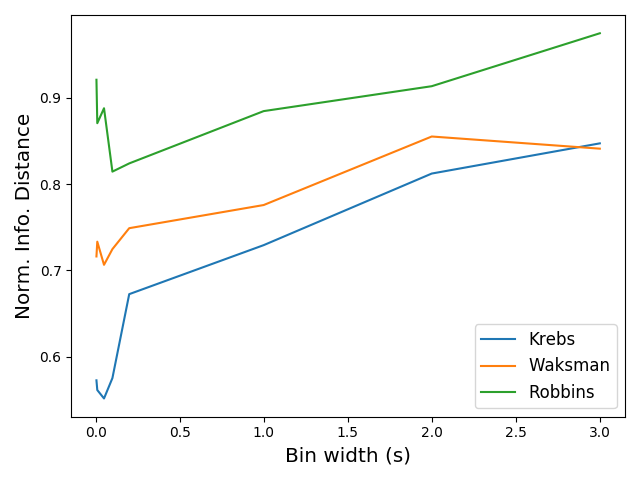 Norm. Info. Distance
0.9
0.8
0.7
0.6
0.0 0.5 1.0 1.5 2.0 2.5 3.0
Bin width (s)
Krebs
Waksman
Robbins